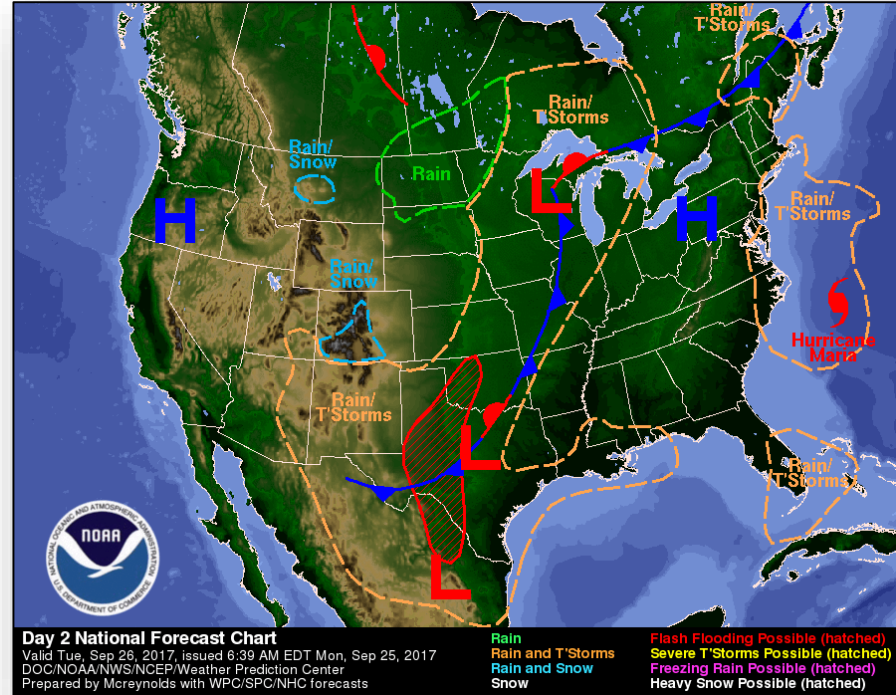 Rain/
T'Storms
Rain/
T'Storms
Rain/
Snow
Rain
L
H
H
Rain/
T'Storms
Rain/
Snow
Hurricane
Maria
Rain/
T'Storms
L
Rain/
T'Storms
L
NATIONAL OCEANIC AND ATMOSPHERIC ADMINISTRATION
NOAA
U.S. DEPARTMENT OF COMMERCE
Day 2 National Forecast Chart
Valid Tue, Sep 26, 2017, issued 6:39 AM EDT Mon, Sep 25, 2017
DOC/NOAA/NWS/NCEP/Weather Prediction Center
Prepared by Mcreynolds with WPC/SPC/NHC forecasts
Rain
Rain and T'Storms
Rain and Snow
Snow
Flash Flooding Possible (hatched)
Severe T'Storms Possible (hatched)
Freezing Rain Possible (hatched)
Heavy Snow Possible (hatched)